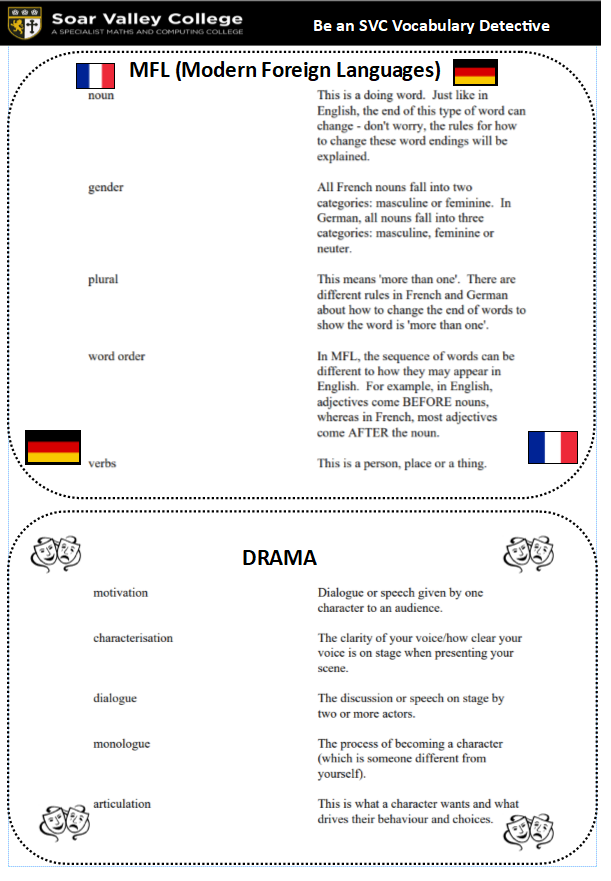 Soar Valley College
A SPECIALIST MATHS AND COMPUTING COLLEGE
Be an SVC Vocabulary Detective
MFL (Modern Foreign Languages)
noun
This is a doing word. Just like in
English, the end of this type of word can
change - don't worry, the rules for how
to change these word endings will be
explained.
gender
All French nouns fall into two
categories: masculine or feminine. In
German, all nouns fall into three
categories: masculine, feminine or
neuter.
plural
This means 'more than one'. There are
different rules in French and German
about how to change the end of words to
show the word is 'more than one'.
word order
In MFL, the sequence of words can be
different to how they may appear in
English. For example, in English,
adjectives come BEFORE nouns,
whereas in French, most adjectives
come AFTER the noun.
verbs
This is a person, place or a thing.
DRAMA
motivation
Dialogue or speech given by one
character to an audience.
characterisation
The clarity of your voice/how clear your
voice is on stage when presenting your
scene.
dialogue
The discussion or speech on stage by
two or more actors.
monologue
The process of becoming a character
(which is someone different from
yourself).
articulation
This is what a character wants and what
drives their behaviour and choices.